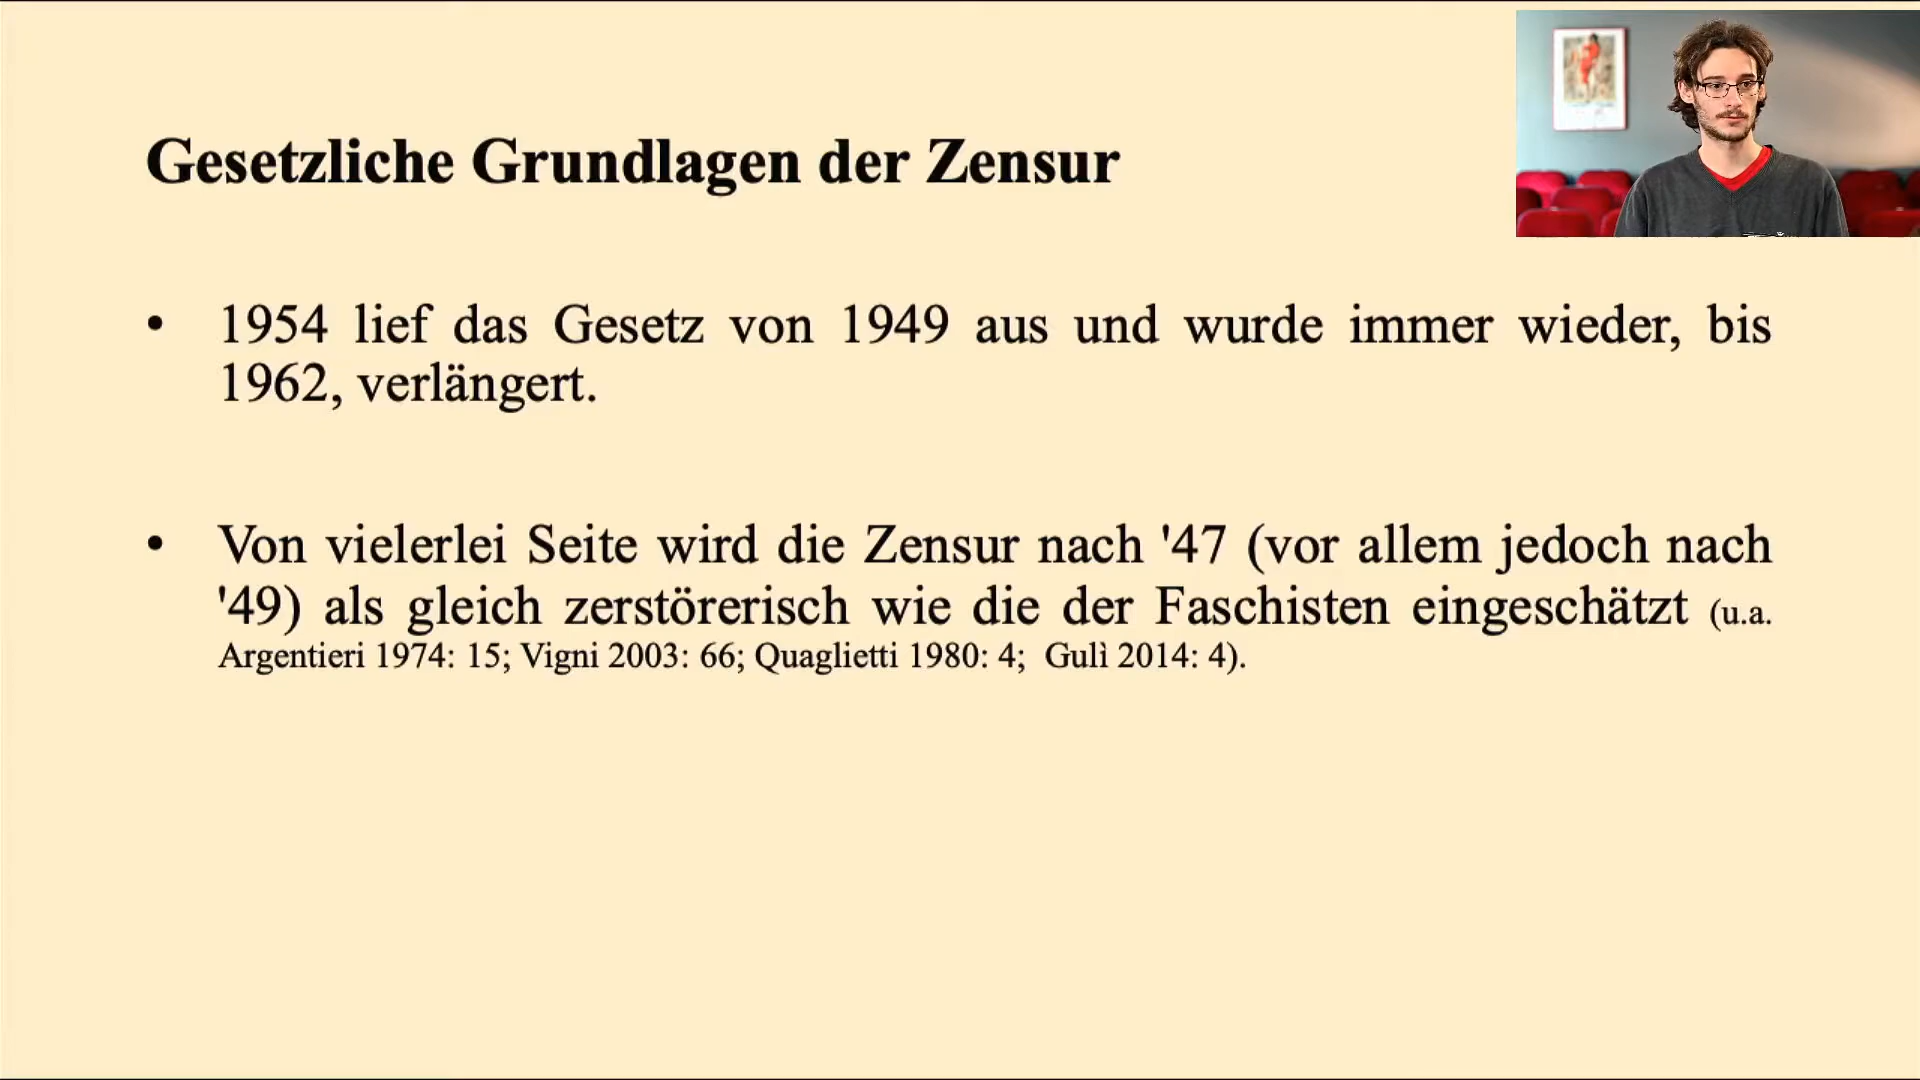 Gesetzliche Grundlagen der Zensur
• 1954 lief das Gesetz von 1949 aus und wurde immer wieder, bis
1962, verlängert.
• Von vielerlei Seite wird die Zensur nach '47 (vor allem jedoch nach
'49) als gleich zerstörerisch wie die der Faschisten eingeschätzt (u.a.
Argentieri 1974: 15; Vigni 2003: 66; Quaglietti 1980: 4; Gulì 2014: 4).